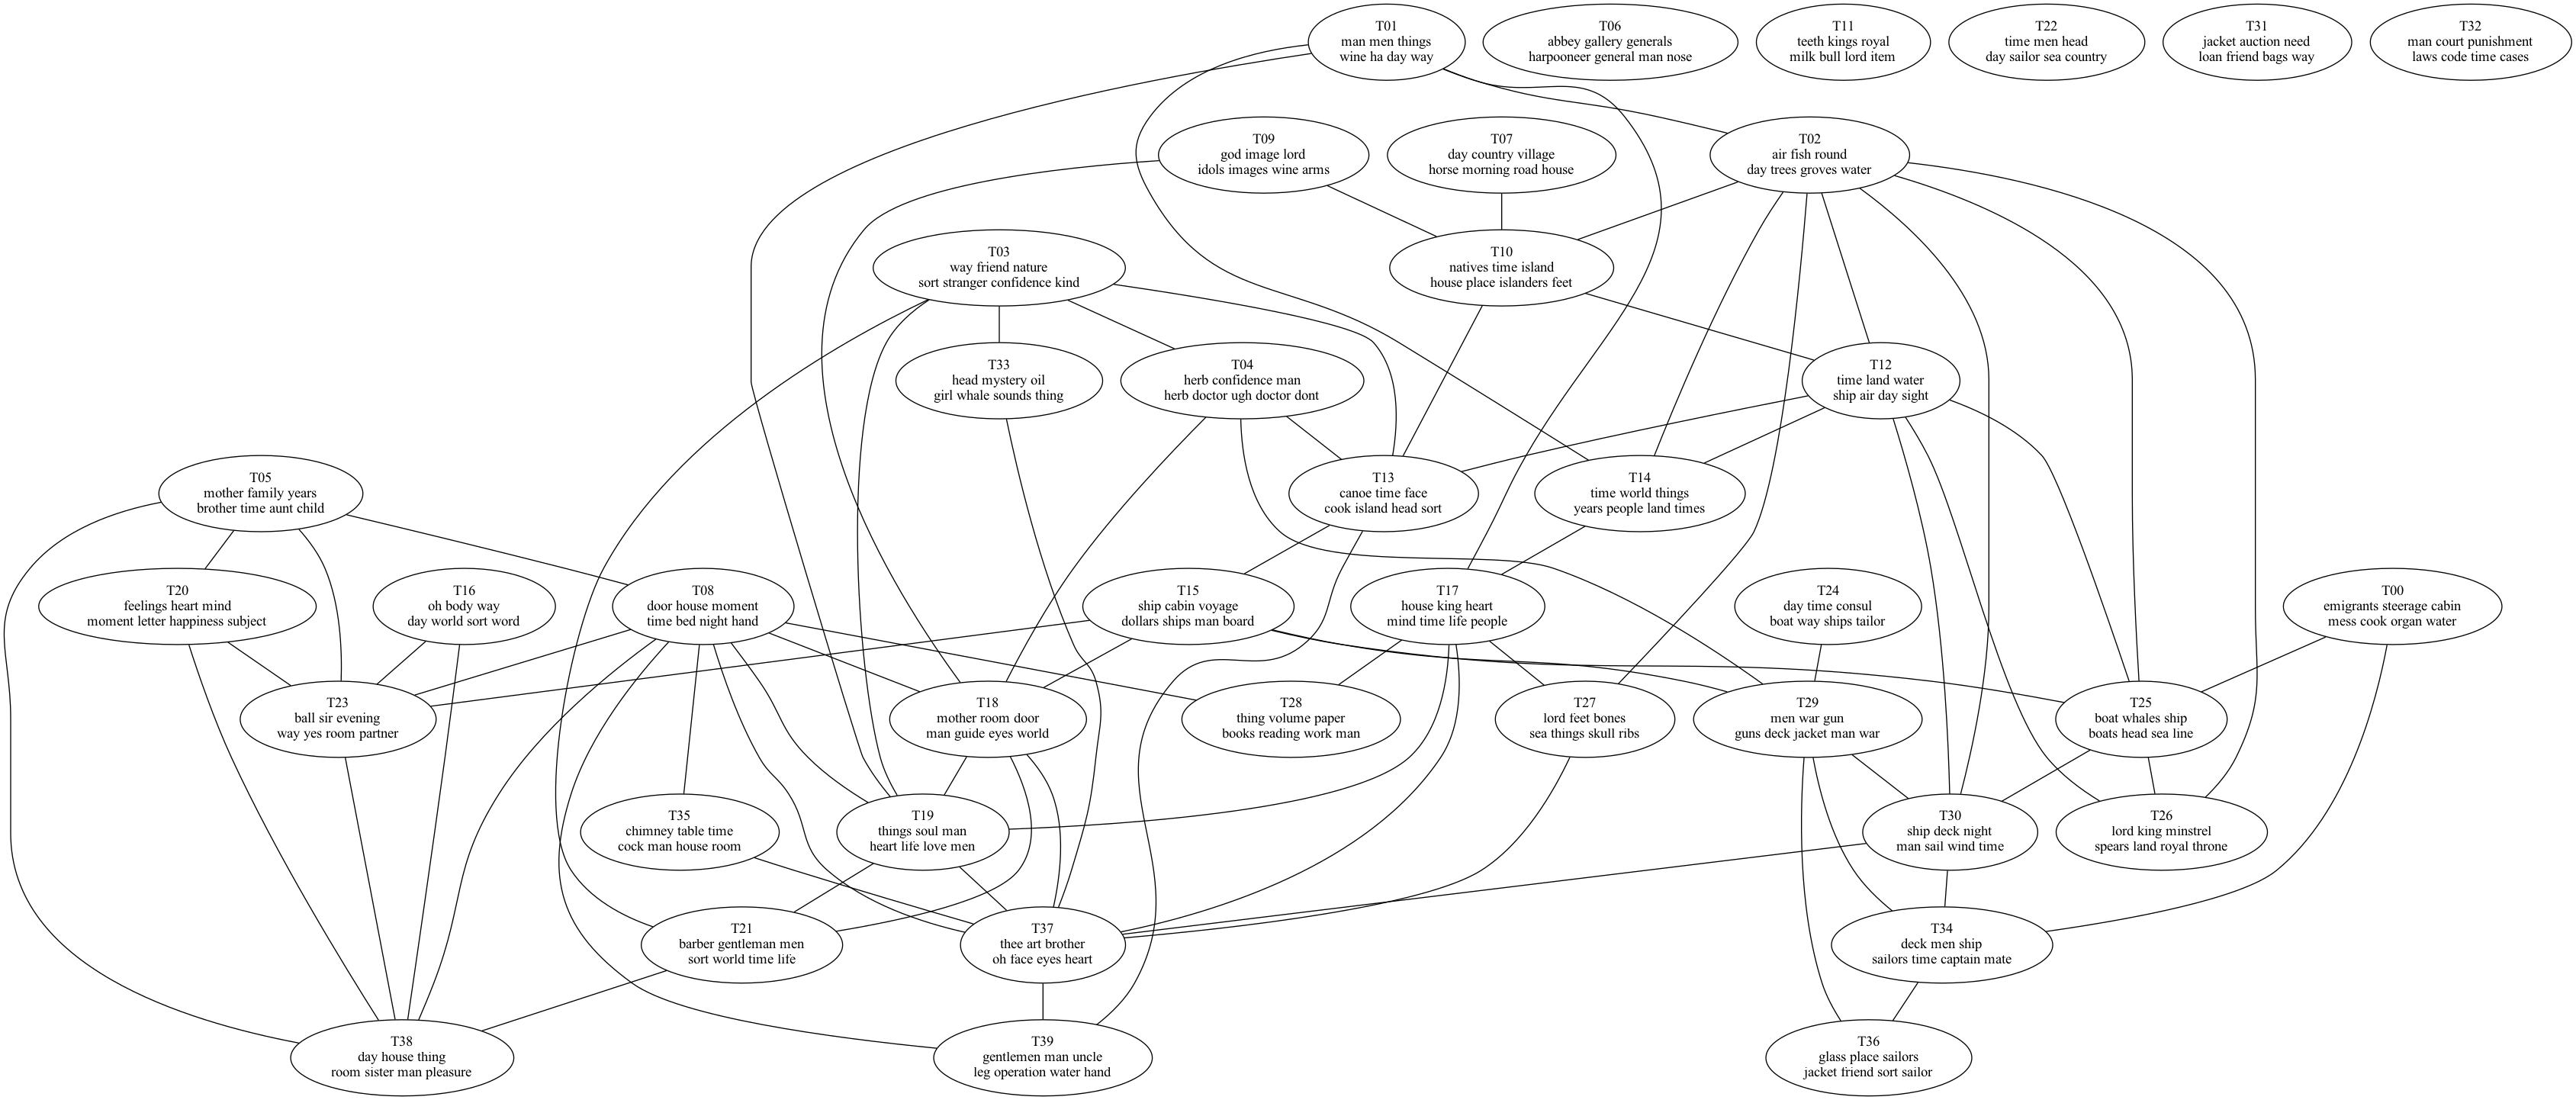 T01
man men things
wine ha day way
T06
abbey gallery generals
harpooneer general man nose
T11
teeth kings royal
milk bull lord item
T22
time men head
day sailor sea country
T31
jacket auction need
loan friend bags way
T32
man court punishment
laws code time cases
T09
god image lord
idols images wine arms
T07
day country village
horse morning road house
T02
air fish round
day trees groves water
T03
way friend nature
sort stranger confidence kind
T10
natives time island
house place islanders feet
T33
head mystery oil
girl whale sounds thing
T04
herb confidence man
herb doctor ugh doctor dont
T12
time land water
ship air day sight
T05
mother family years
brother time aunt child
T13
canoe time face
cook island head sort
T14
time world things
years people land times
T20
feelings heart mind
moment letter happiness subject
T16
oh body way
day world sort word
T08
door house moment
time bed night hand
T15
ship cabin voyage
dollars ships man board
T17
house king heart
mind time life people
T24
day time consul
boat way ships tailor
T00
emigrants steerage cabin
mess cook organ water
T23
ball sir evening
way yes room partner
T18
mother room door
man guide eyes world
T28
thing volume paper
books reading work man
T27
lord feet bones
sea things skull ribs
T29
men war gun
guns deck jacket man war
T25
boat whales ship
boats head sea line
T35
chimney table time
cock man house room
T19
things soul man
heart life love men
T30
ship deck night
man sail wind time
T26
lord king minstrel
spears land royal throne
T21
barber gentleman men
sort world time life
T37
thee art brother
oh face eyes heart
T34
deck men ship
sailors time captain mate
T38
day house thing
room sister man pleasure
T39
gentlemen man uncle
leg operation water hand
T36
glass place sailors
jacket friend sort sailor